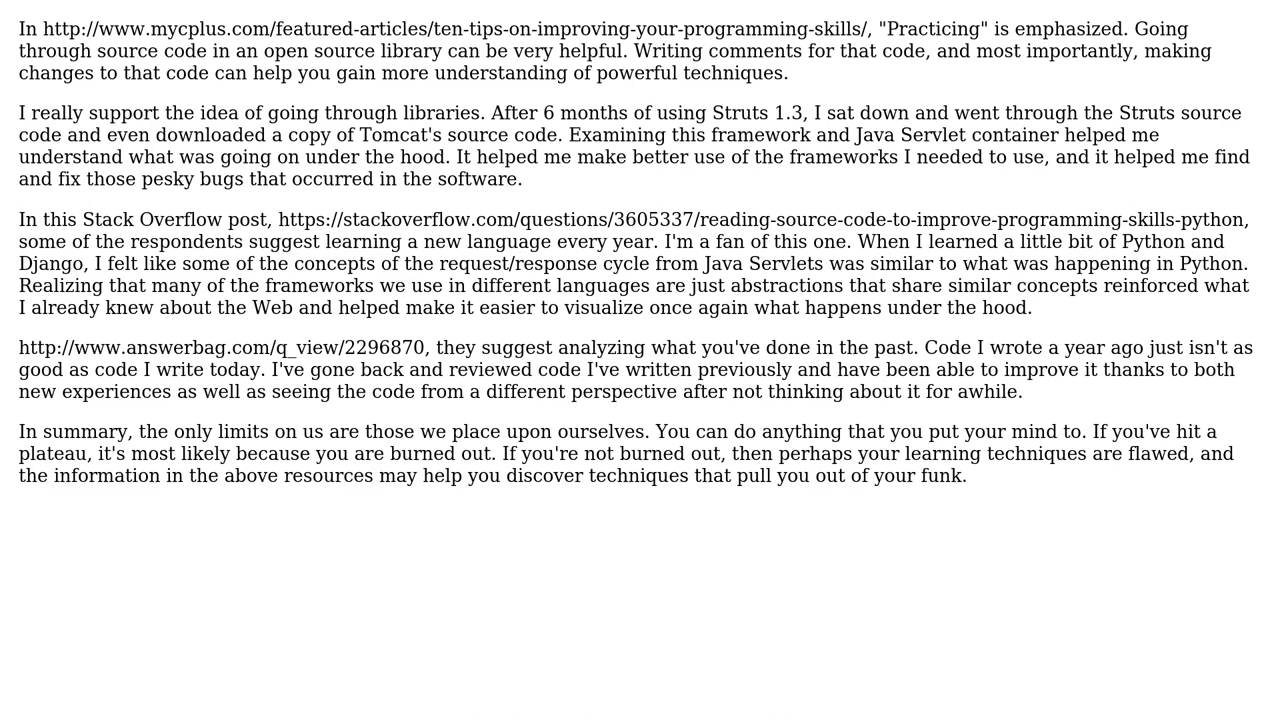 In http://www.mycplus.com/featured-articles/ten-tips-on-improving-your-programming-skills/, "Practicing" is emphasized. Going
through source code in an open source library can be very helpful. Writing comments for that code, and most importantly, making
changes to that code can help you gain more understanding of powerful techniques.
I really support the idea of going through libraries. After 6 months of using Struts 1.3, I sat down and went through the Struts source
code and even downloaded a copy of Tomcat's source code. Examining this framework and Java Servlet container helped me
understand what was going on under the hood. It helped me make better use of the frameworks I needed to use, and it helped me find
and fix those pesky bugs that occurred in the software.
In this Stack Overflow post, https://stackoverflow.com/questions/3605337/reading-source-code-to-improve-programming-skills-python,
some of the respondents suggest learning a new language every year. I'm a fan of this one. When I learned a little bit of Python and
Django, I felt like some of the concepts of the request/response cycle from Java Servlets was similar to what was happening in Python.
Realizing that many of the frameworks we use in different languages are just abstractions that share similar concepts reinforced what
I already knew about the Web and helped make it easier to visualize once again what happens under the hood.
http://www.answerbag.com/q_view/2296870, they suggest analyzing what you've done in the past. Code I wrote a year ago just isn't as
good as code I write today. I've gone back and reviewed code I've written previously and have been able to improve it thanks to both
new experiences as well as seeing the code from a different perspective after not thinking about it for awhile.
In summary, the only limits on us are those we place upon ourselves. You can do anything that you put your mind to. If you've hit a
plateau, it's most likely because you are burned out. If you're not burned out, then perhaps your learning techniques are flawed, and
the information in the above resources may help you discover techniques that pull you out of your funk.